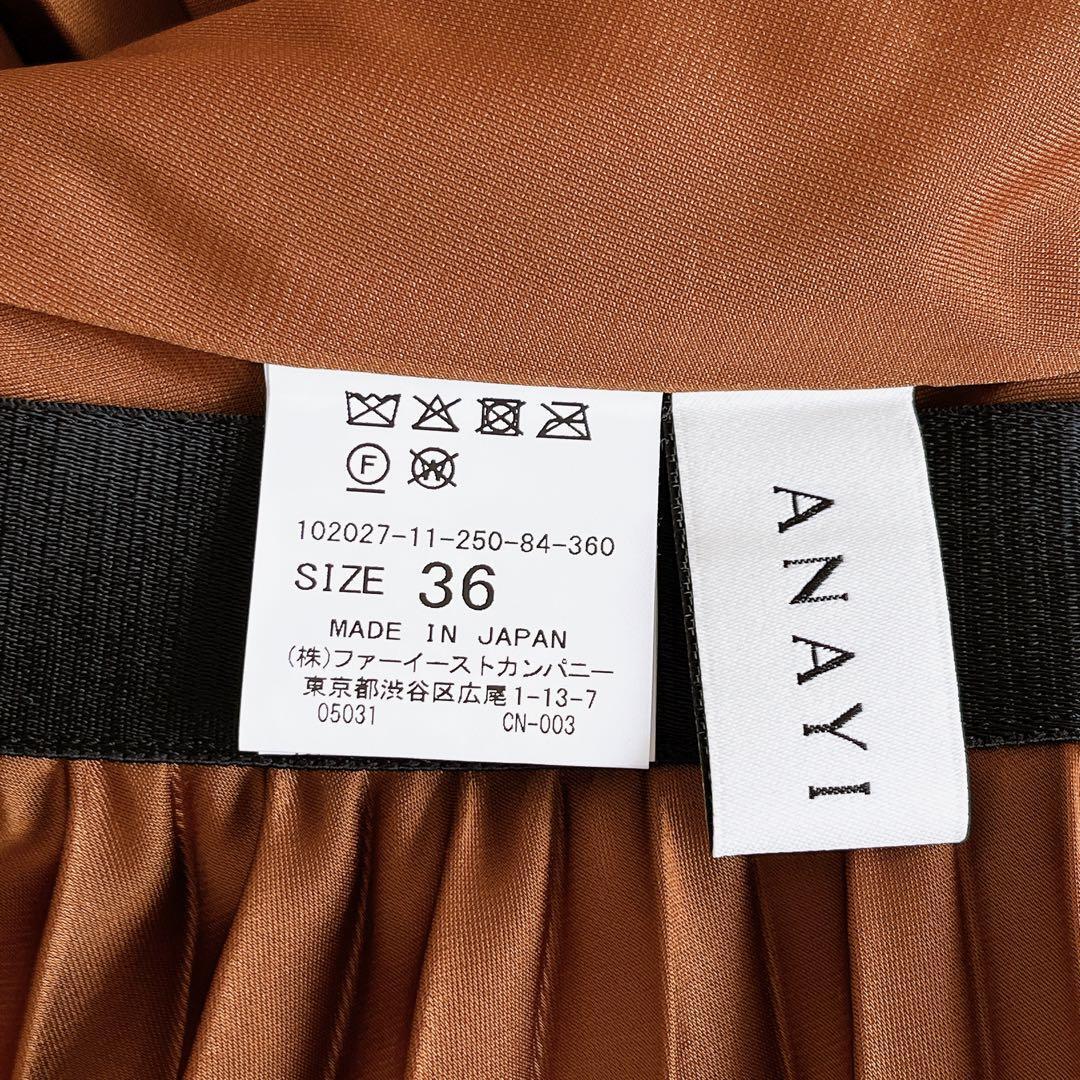 F
W
102027-11-250-84-360
SIZE 36
MADE IN JAPAN
(株)ファーイーストカンパニー
東京都渋谷区広尾1-13-7
05031 CN-003
ANAYI